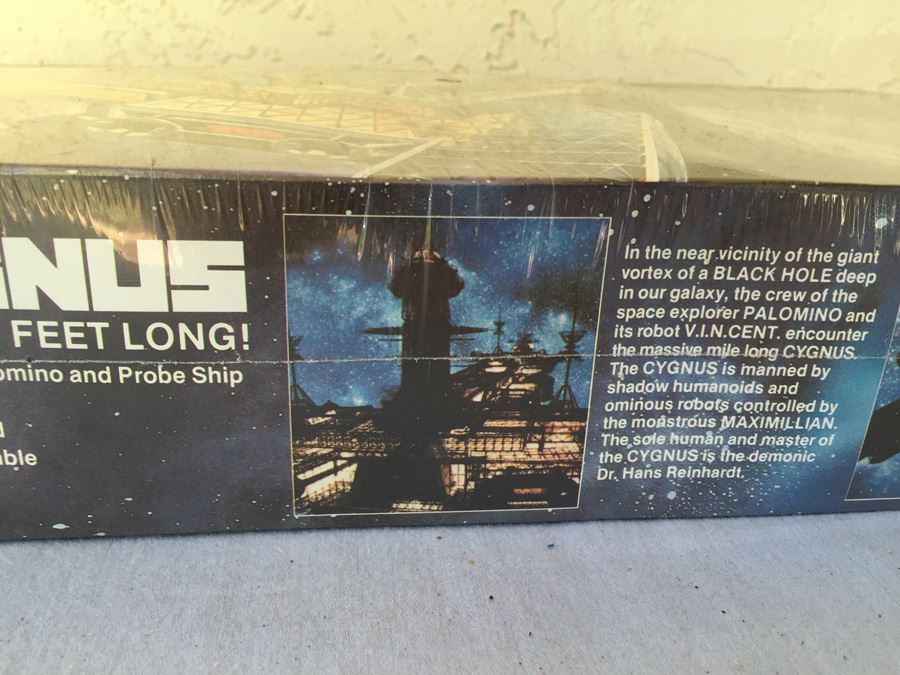 NUS
FEET LONG!
omino and Probe Ship
ble
In the near vicinity of the giant
vortex of a BLACK HOLE deep
in our galaxy, the crew of the
space explorer PALOMINO and
its robot V.I.N.CENT. encounter
the massive mile long CYGNUS.
The CYGNUS is manned by
shadow humanoids and
ominous robots controlled by
the monstrous MAXIMILLIAN.
The sole human and master of
the CYGNUS is the demonic
Dr. Hans Reinhardt.